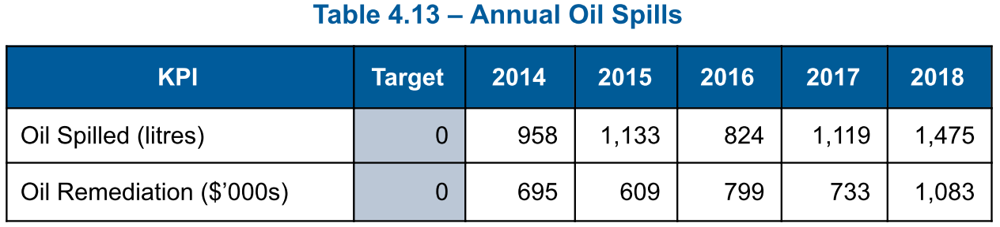 Table 4.13 – Annual Oil Spills
KPI Target 2014 2015 2016 2017 2018
Oil Spilled (litres) 0 958 1,133 824 1,119 1,475
Oil Remediation ($’000s) 0 695 609 799 733 1,083